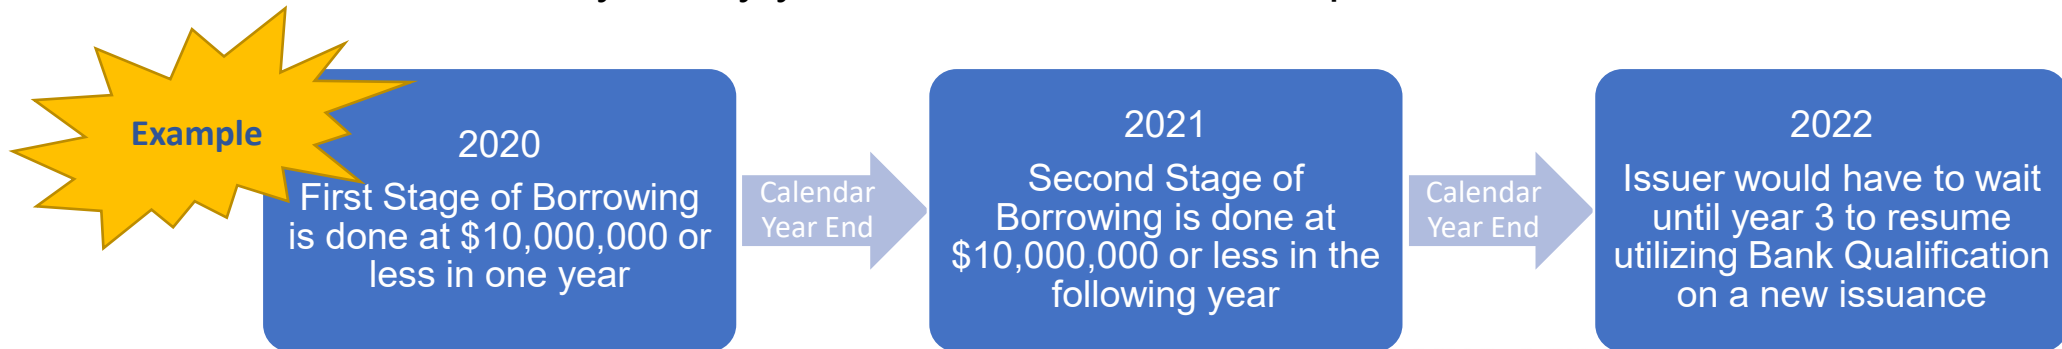 Example
2020
First Stage of Borrowing
is done at $10,000,000 or
less in one year
Calendar
Year End
2021
Second Stage of
Borrowing is done at
$10,000,000 or less in the
following year
Calendar
Year End
2022
Issuer would have to wait
until year 3 to resume
utilizing Bank Qualification
on a new issuance